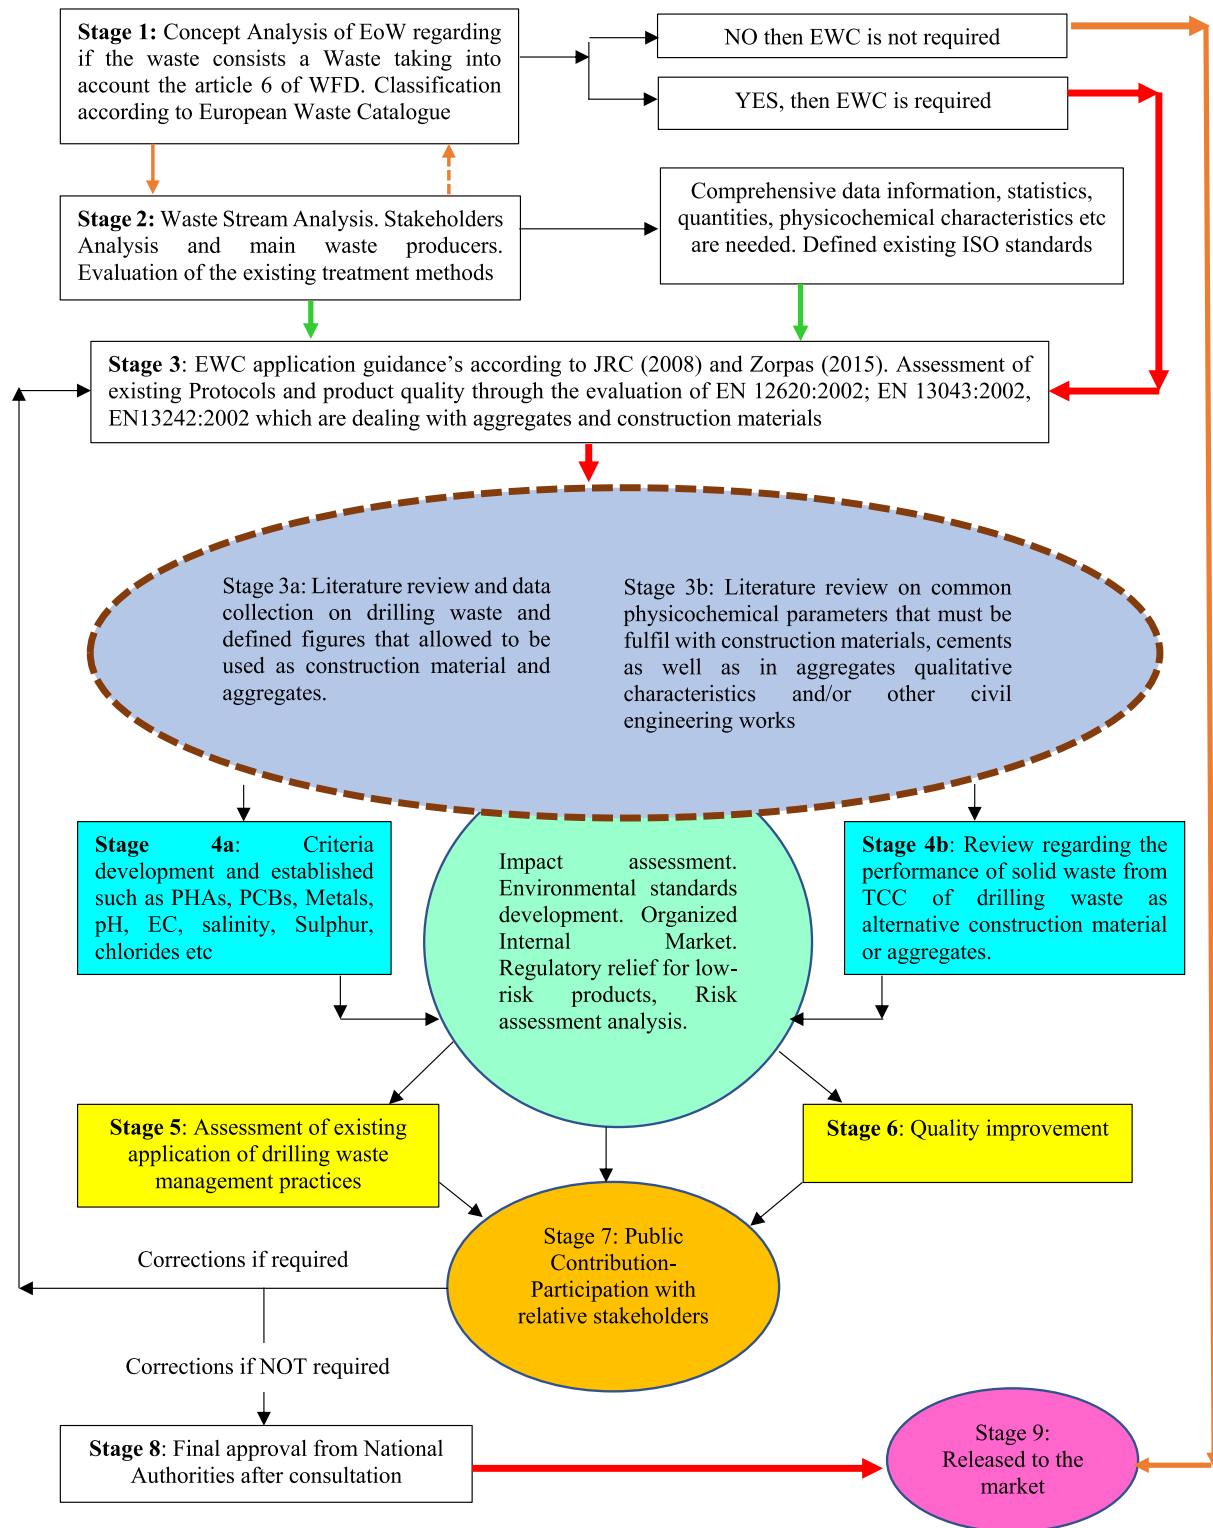 Stage 1: Concept Analysis of EoW regarding
if the waste consists a Waste taking into
account the article 6 of WFD. Classification
according to European Waste Catalogue
NO then EWC is not required
YES, then EWC is required
Stage 2: Waste Stream Analysis. Stakeholders
Analysis and main waste producers.
Evaluation of the existing treatment methods
Comprehensive data information, statistics,
quantities, physicochemical characteristics etc
are needed. Defined existing ISO standards
Stage 3: EWC application guidance’s according to JRC (2008) and Zorpas (2015). Assessment of
existing Protocols and product quality through the evaluation of EN 12620:2002; EN 13043:2002,
EN13242:2002 which are dealing with aggregates and construction materials
Stage 3a: Literature review and data
collection on drilling waste and
defined figures that allowed to be
used as construction material and
aggregates.
Stage 3b: Literature review on common
physicochemical parameters that must be
fulfil with construction materials, cements
as well as in aggregates qualitative
characteristics and/or other civil
engineering works
Stage 4a: Criteria
development and established
such as PHAs, PCBs, Metals,
pH, EC, salinity, Sulphur,
chlorides etc
Impact assessment.
Environmental standards
development. Organized
Internal Market.
Regulatory relief for low-
risk products, Risk
assessment analysis.
Stage 4b: Review regarding the
performance of solid waste from
TCC of drilling waste as
alternative construction material
or aggregates.
Stage 5: Assessment of existing
application of drilling waste
management practices
Stage 6: Quality improvement
Stage 7: Public
Contribution-
Participation with
relative stakeholders
Corrections if required
Corrections if NOT required
Stage 8: Final approval from National
Authorities after consultation
Stage 9:
Released to the
market